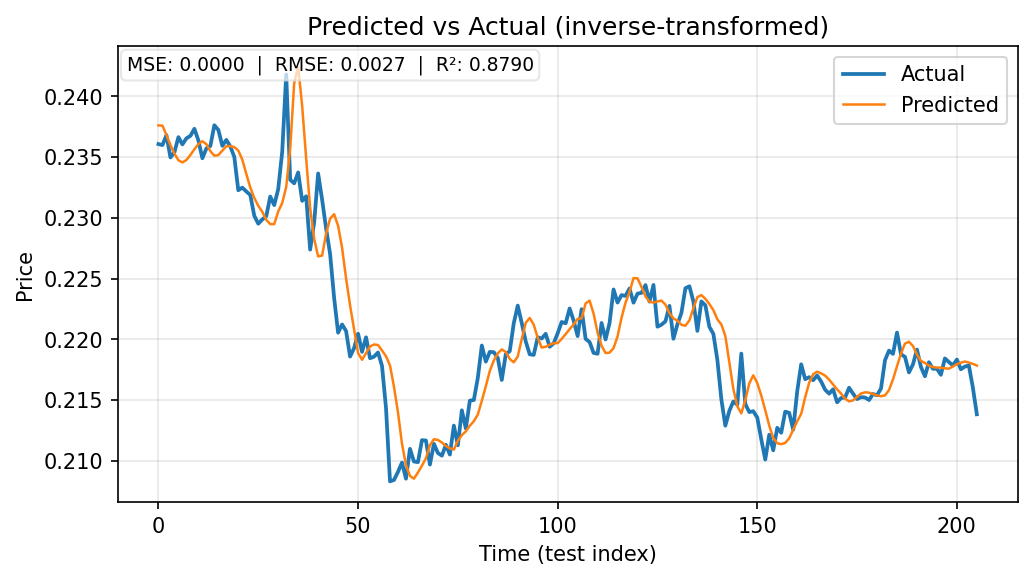 Predicted vs Actual (inverse-transformed)
MSE: 0.0000 | RMSE: 0.0027 | R²: 0.8790
Actual
Predicted
0.240
0.235
0.230
0.225
0.220
0.215
0.210
Price
0 50 100 150 200
Time (test index)